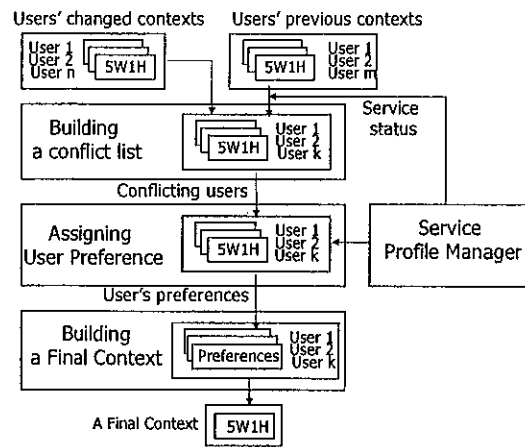 Users' changed contexts
Users' previous contexts
User 1
User 2
User n
5W1H
User 1
User 2
User m
5W1H
Service
status
Building
a conflict list
User 1
User 2
User k
5W1H
Conflicting users
Assigning
User Preference
User 1
User 2
User k
5W1H
Service
Profile Manager
User's preferences
Building
a Final Context
User 1
User 2
User k
Preferences
A Final Context
5W1H